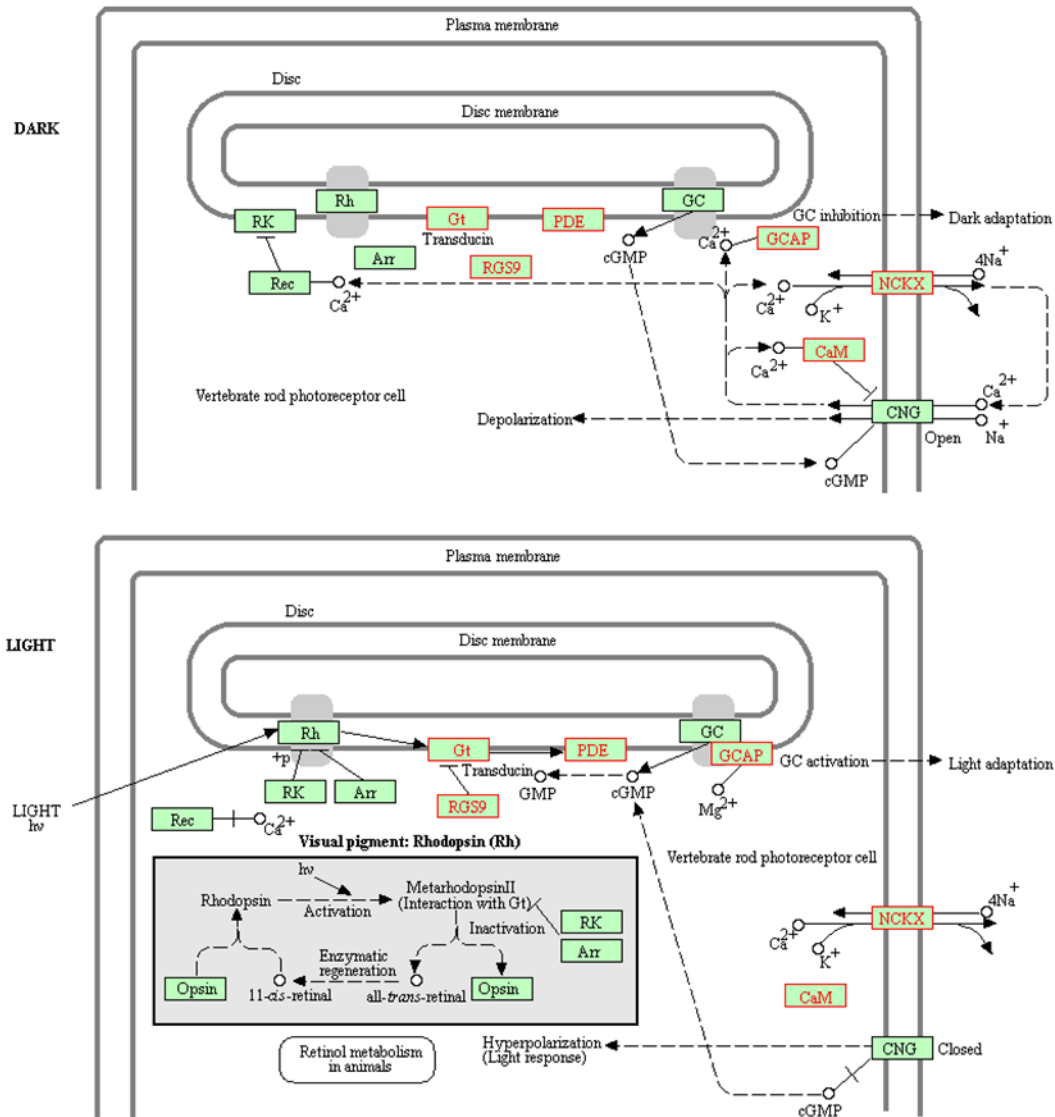 Plasma membrane
Disc
Disc membrane
DARK
Rh
GC
RK
Gt
PDE
Transducin
GC inhibition
Dark adaptation
Ca2+
GCAP
Arr
cGMP
RGS9
4Na+
Rec
Ca2+
NCKX
Ca2+
K+
CaM
Ca2+
Vertebrate rod photoreceptor cell
Ca2+
CNG
Depolarization
Open
Na+
cGMP
Plasma membrane
Disc
LIGHT
Disc membrane
Rh
GC
+p
Gt
PDE
GCAP
Transducin
GC activation
Light adaptation
RK
Arr
GMP
cGMP
RGS9
Mg2+
LIGHT
hν
Rec
Ca2+
Visual pigment: Rhodopsin (Rh)
Vertebrate rod photoreceptor cell
hν
Rhodopsin
Activation
MetarhodopsinII
(Interaction with Gt)
Inactivation
RK
Arr
4Na+
NCKX
Ca2+
K+
Enzymatic
regeneration
Opsin
11-cis-retinal
all-trans-retinal
Opsin
CaM
Retinol metabolism
in animals
Hyperpolarization
(Light response)
CNG
Closed
cGMP